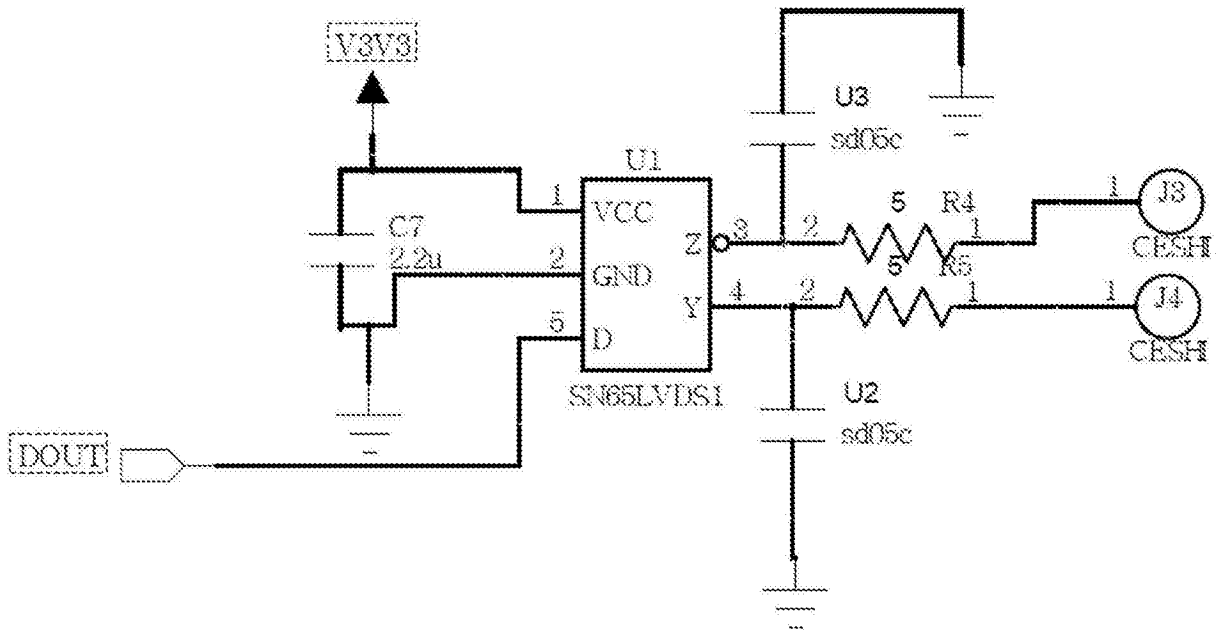 V3V3
U3
sd05c
U1
C7
2.2u
1
VCC
2
GND
5
D
Z
3
Y
4
SN65LVDS1
DOUT
2
5
R4
1
1
J3
CESHI
2
5
R5
1
1
J4
CESHI
U2
sd05c